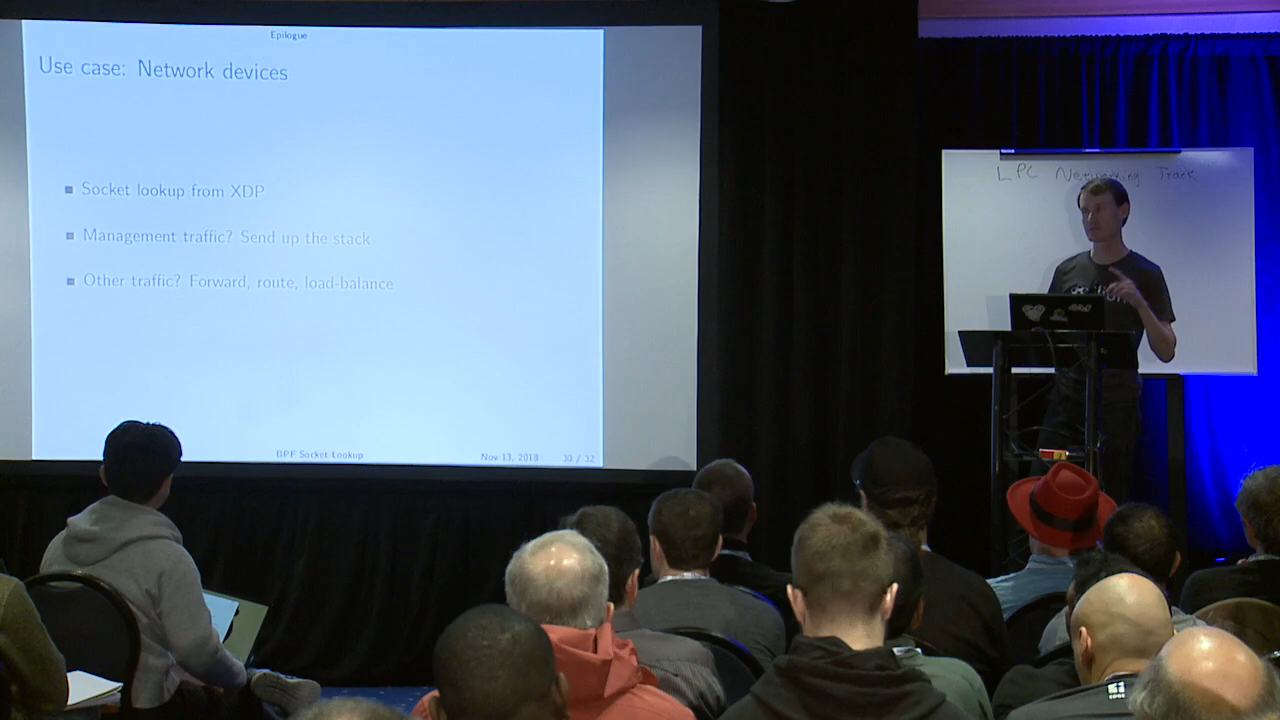 Epilogue
Use case: Network devices
Socket lookup from XDP
Management traffic? Send up the stack
Other traffic? Forward, route, load-balance
BPF Socket Lookup
Nov 13, 2018
30 / 32
LPC Networking Track